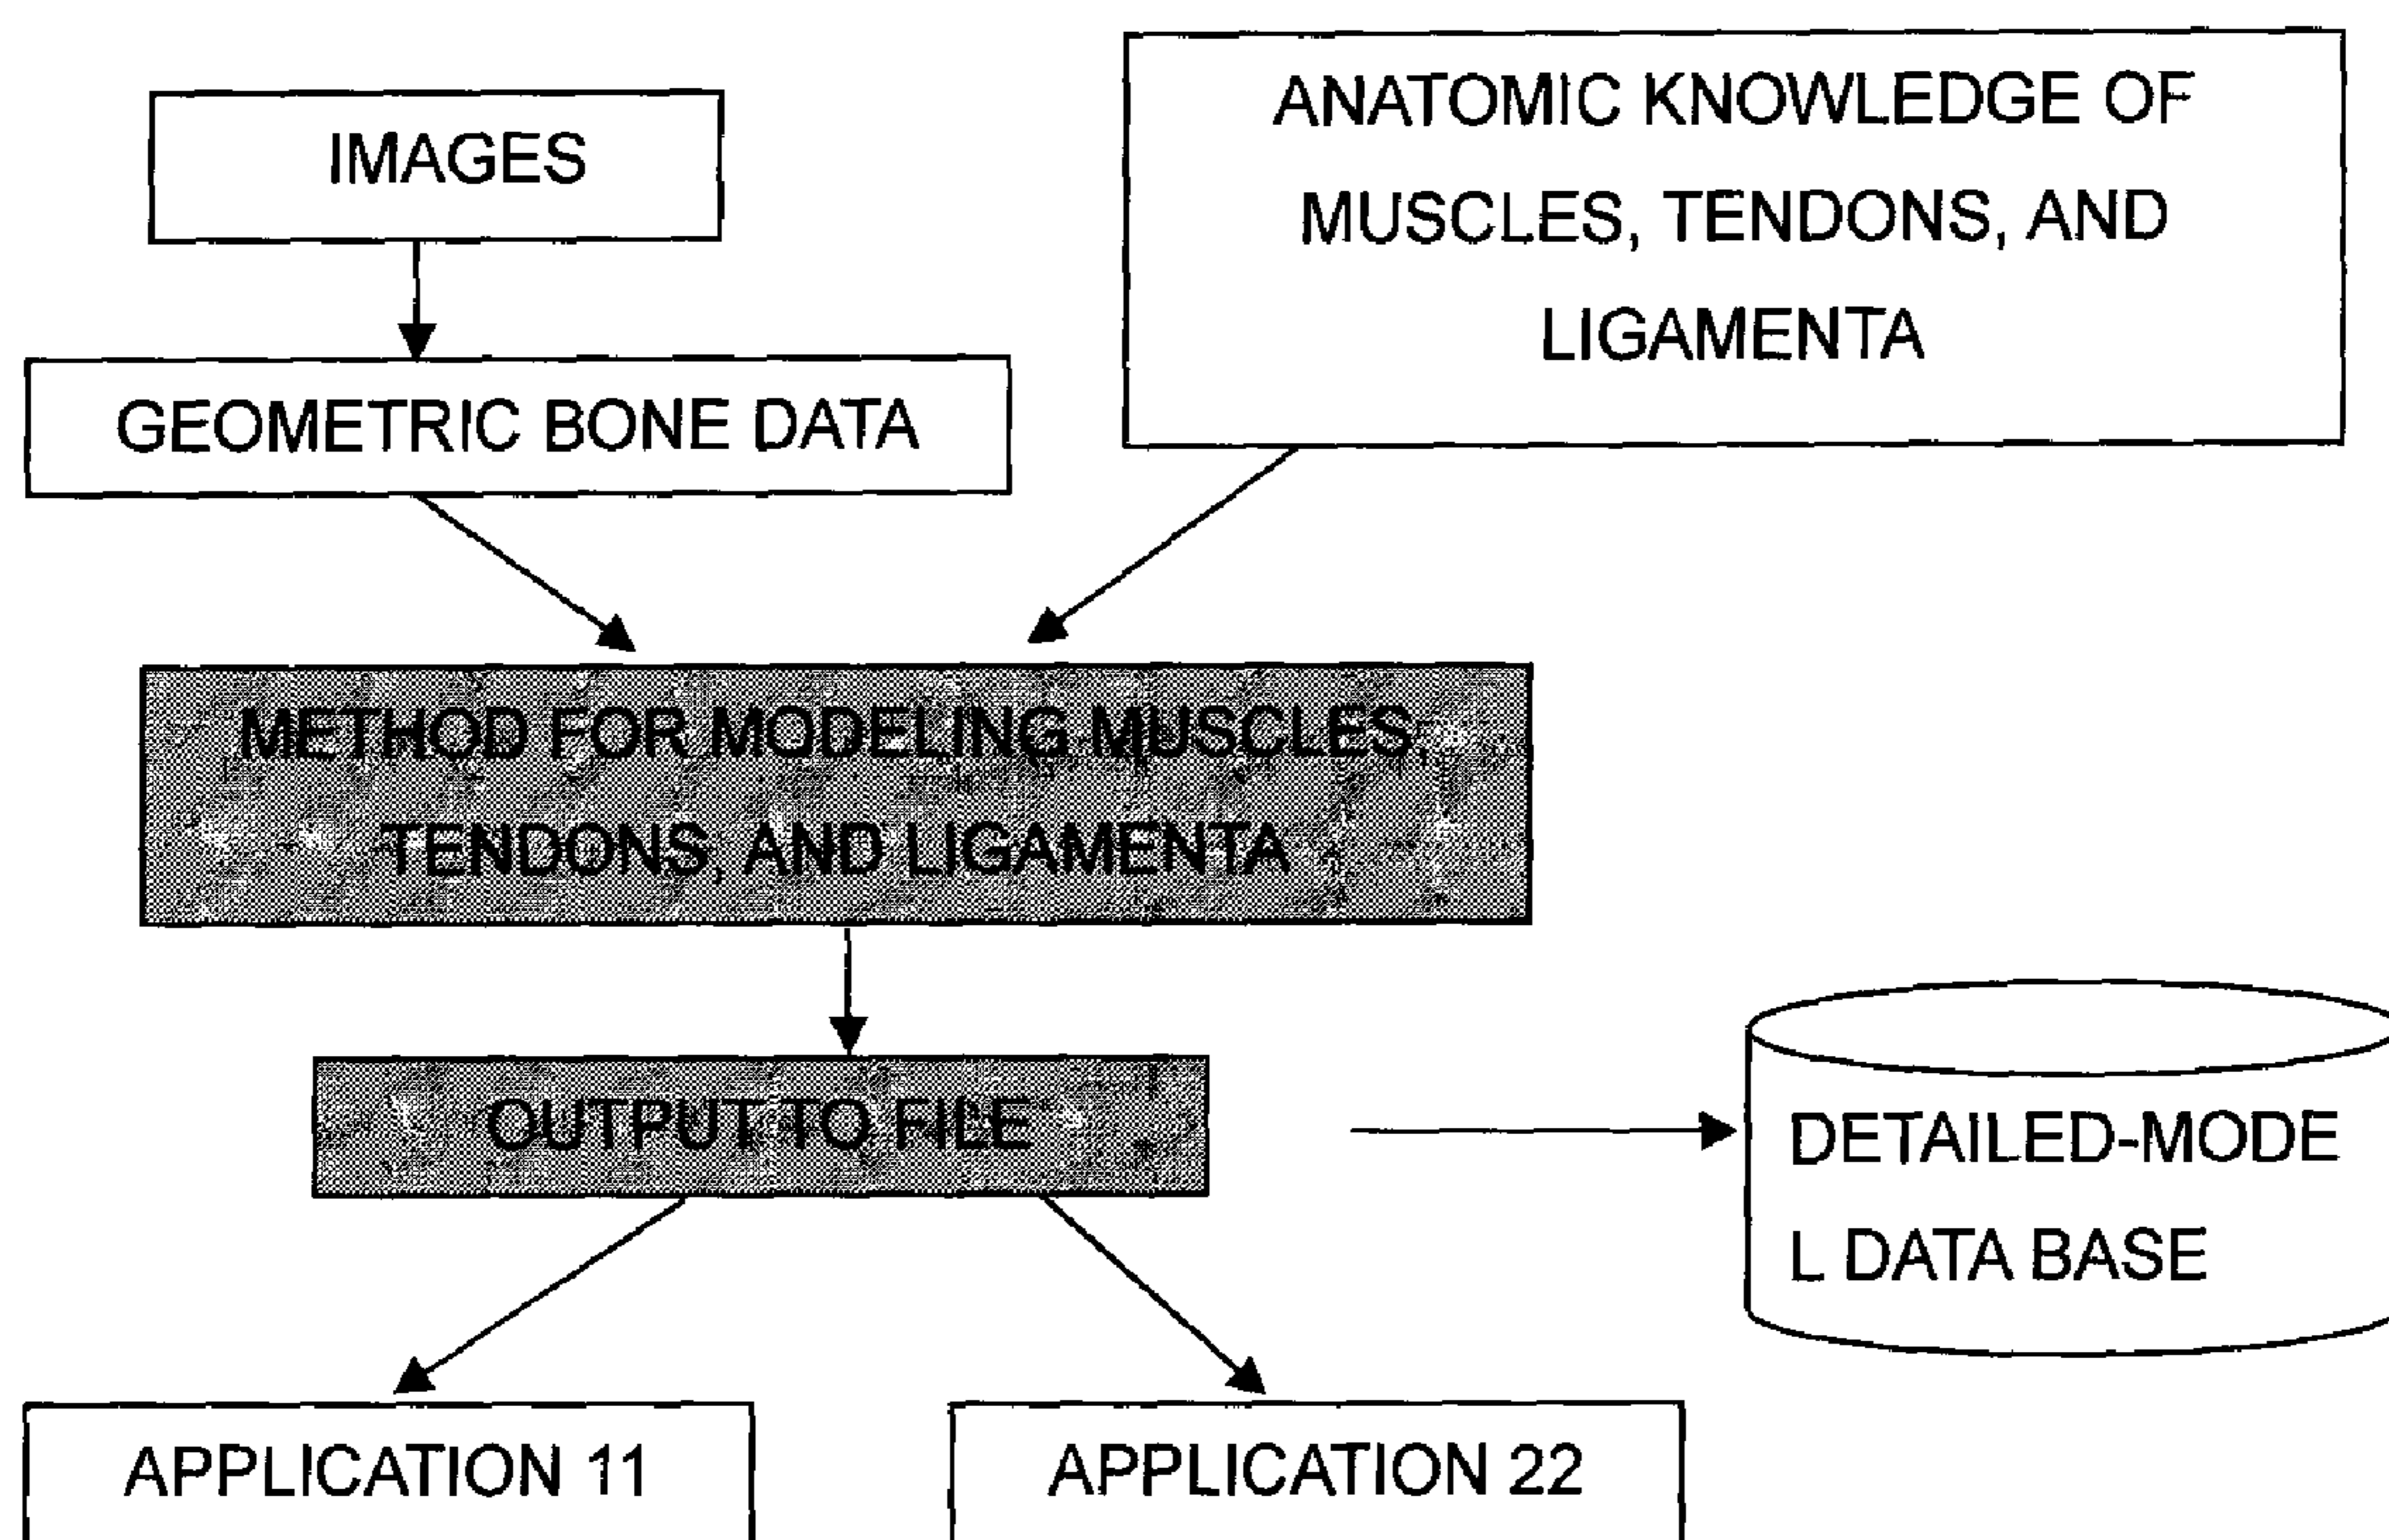 IMAGES
ANATOMIC KNOWLEDGE OF
MUSCLES, TENDONS, AND
LIGAMENTA
GEOMETRIC BONE DATA
METHOD FOR MODELING MUSCLES,
TENDONS, AND LIGAMENTA
OUTPUT TO FILE
DETAILED-MODE
L DATA BASE
APPLICATION 11
APPLICATION 22